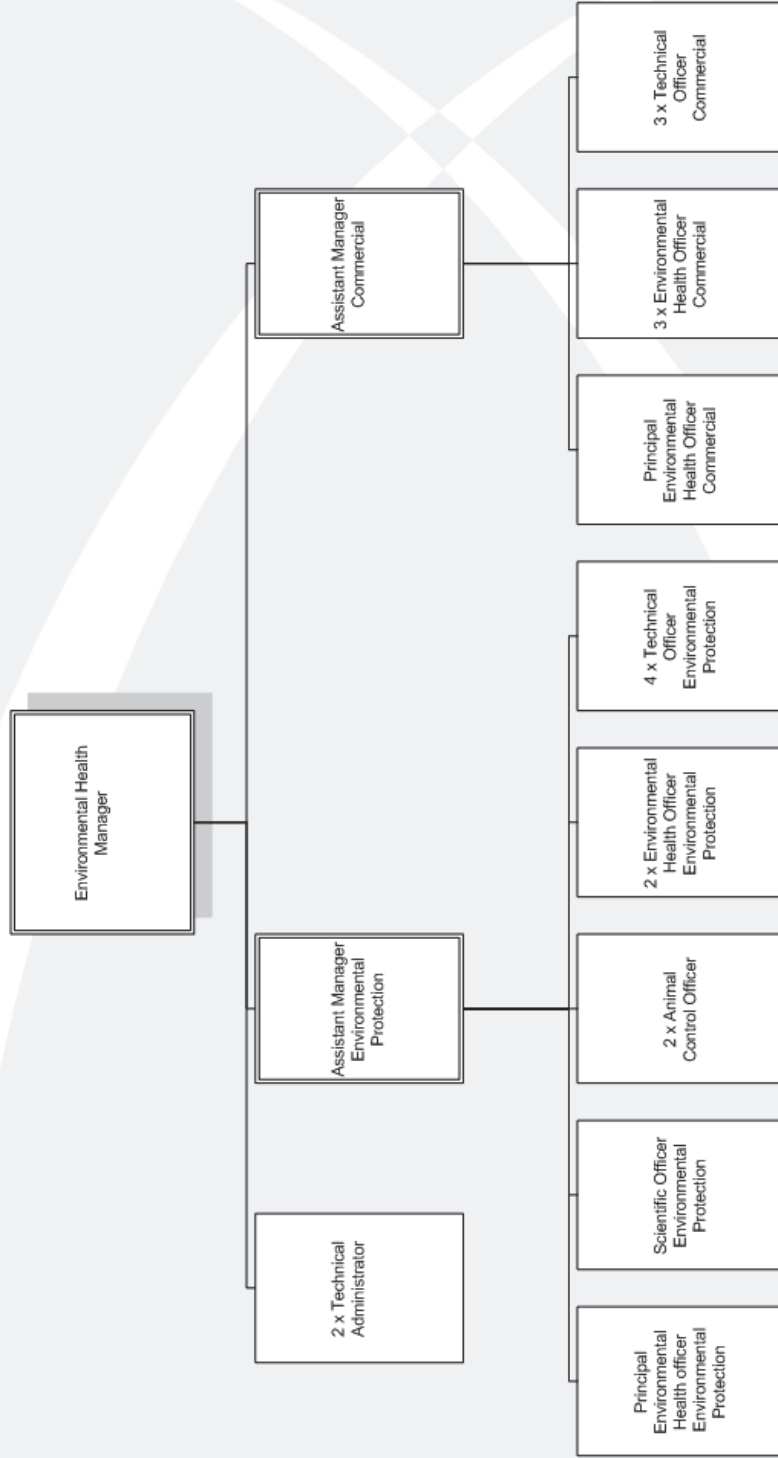 Environmental Health
Manager
2 x Technical
Administrator
Assistant Manager
Environmental
Protection
Assistant Manager
Commercial
Principal
Environmental
Health officer
Environmental
Protection
Scientific Officer
Environmental
Protection
2 x Animal
Control Officer
2 x Environmental
Health Officer
Environmental
Protection
4 x Technical
Officer
Environmental
Protection
Principal
Environmental
Health Officer
Commercial
3 x Environmental
Health Officer
Commercial
3 x Technical
Officer
Commercial